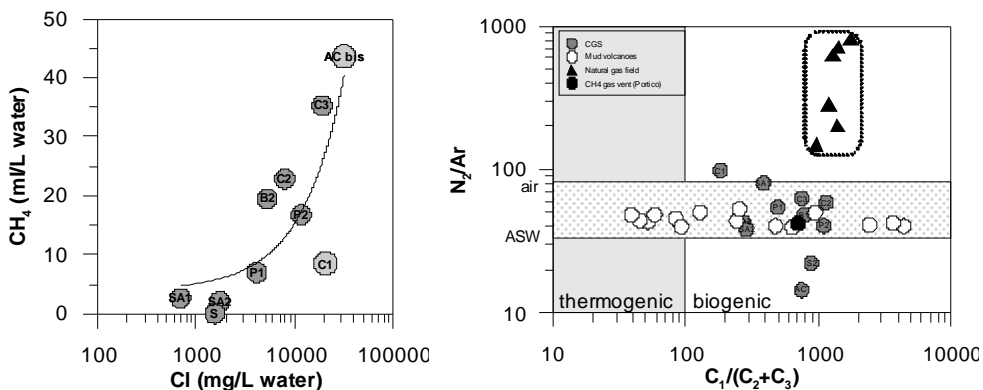 50
40
30
20
10
0
CH4 (ml/L water)
AC bis
C3
C2
B2
P2
C1
P1
SA1
SA2
S
100
1000
10000
100000
Cl (mg/L water)
1000
100
air
ASW
10
N2/Ar
CGS
Mud volcanoes
Natural gas field
CH4 gas vent (Portico)
C1
SA1
P1
C3
C2
P2
SA2
S2
AC
thermogenic
biogenic
10
100
1000
10000
C1/(C2+C3)